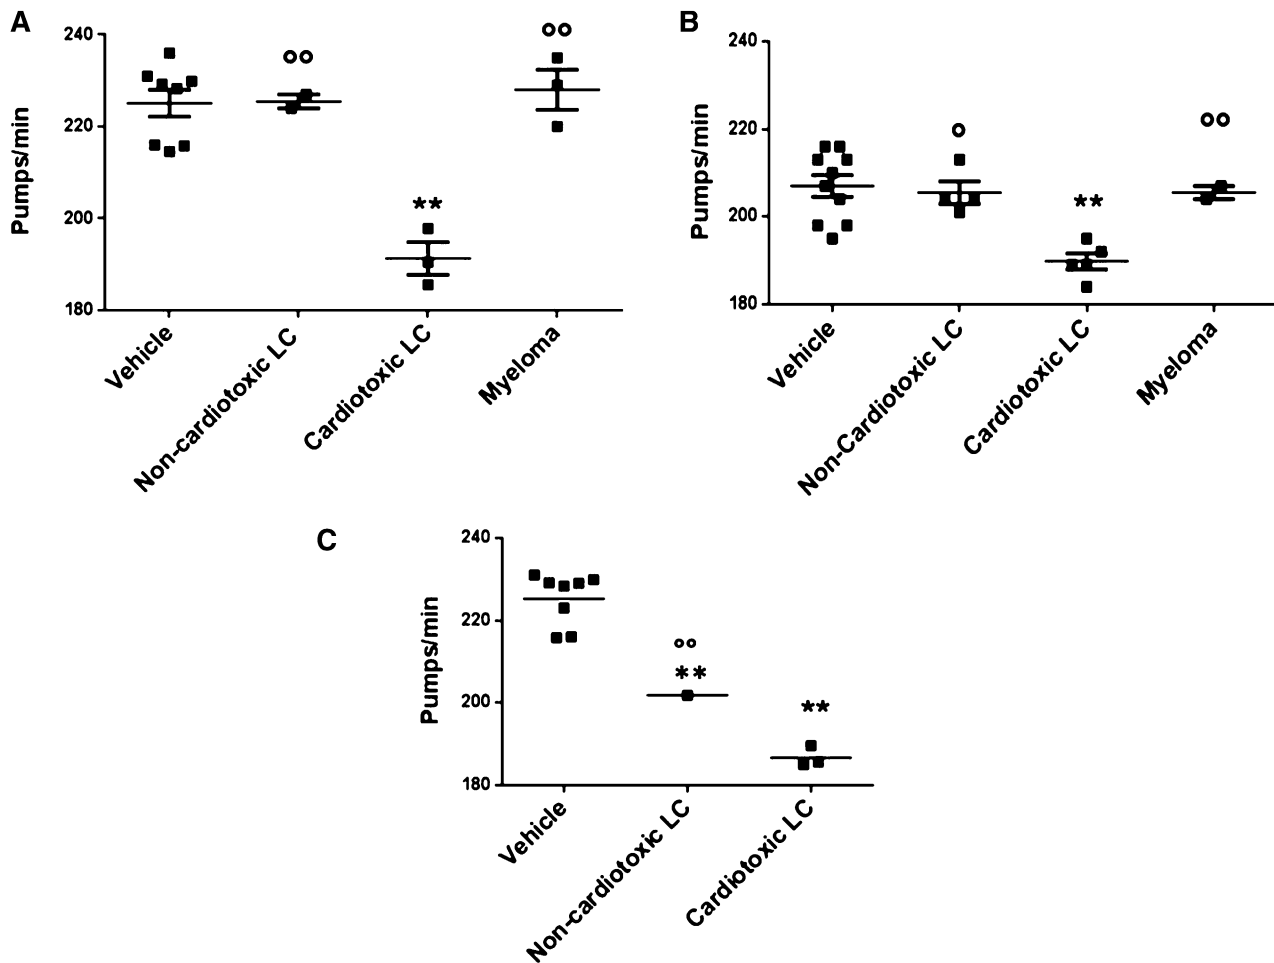 A
Pumps/min
240
220
200
180
°°
**
°°
Vehicle
Non-cardiotoxic LC
Cardiotoxic LC
Myeloma
B
Pumps/min
240
220
200
180
°
**
°°
Vehicle
Non-Cardiotoxic LC
Cardiotoxic LC
Myeloma
C
Pumps/min
240
220
200
180
°°
**
**
Vehicle
Non-cardiotoxic LC
Cardiotoxic LC